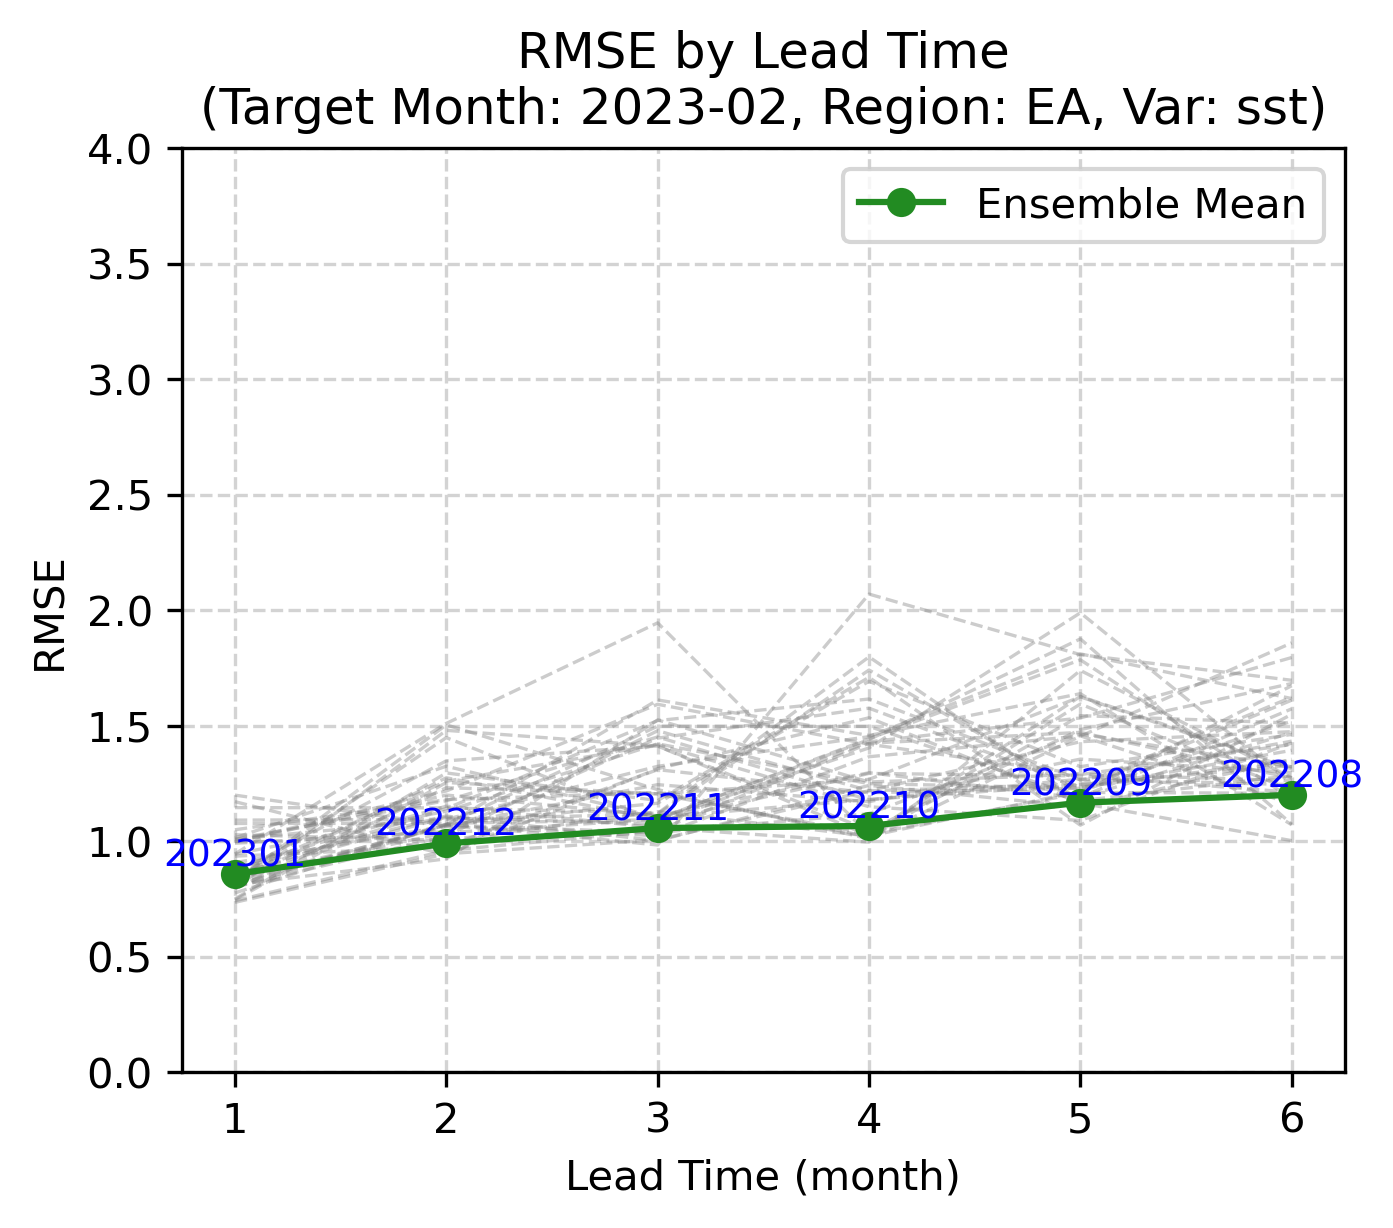 RMSE by Lead Time
(Target Month: 2023-02, Region: EA, Var: sst)
4.0
3.5
3.0
2.5
2.0
1.5
1.0
0.5
0.0
RMSE
Ensemble Mean
202301
202212
202211
202210
202209
202208
1 2 3 4 5 6
Lead Time (month)